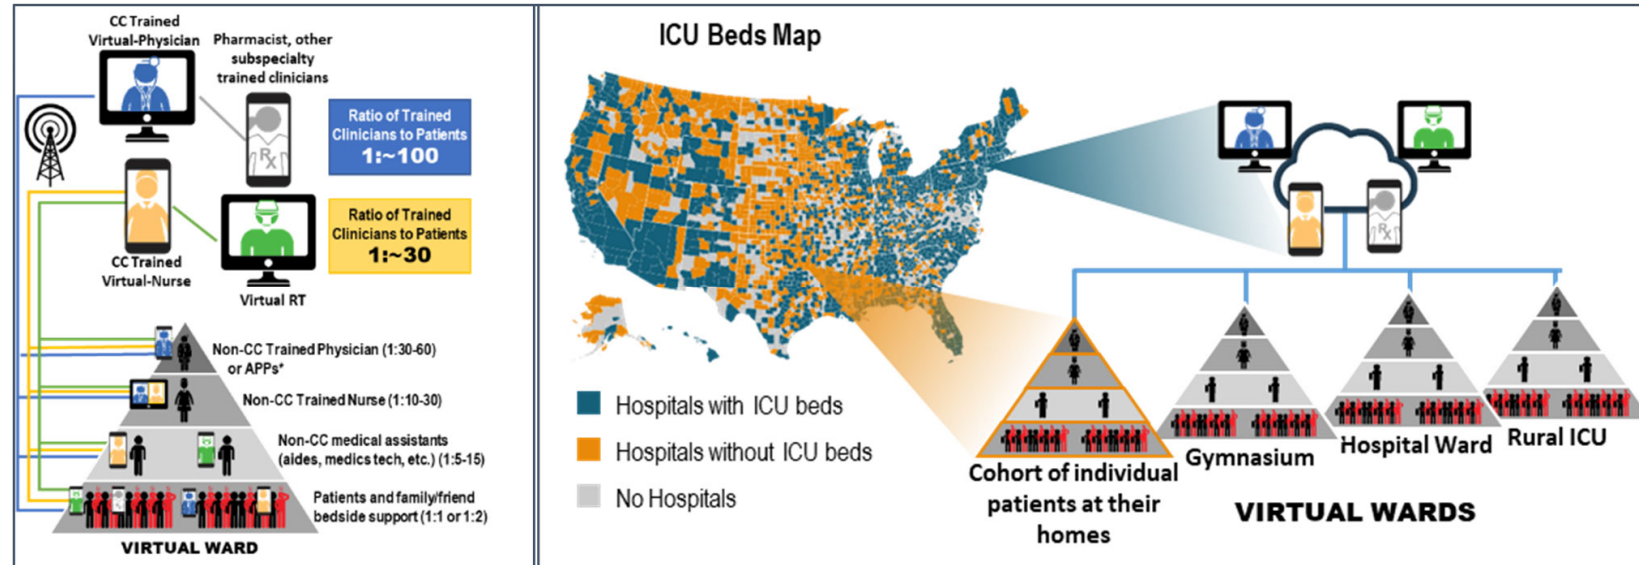 CC Trained
Virtual-Physician
Pharmacist, other
subspecialty
trained clinicians
Rx
Ratio of Trained
Clinicians to Patients
1:~100
Ratio of Trained
Clinicians to Patients
1:~30
CC Trained
Virtual-Nurse
Virtual RT
Non-CC Trained Physician (1:30-60)
or APPs*
Non-CC Trained Nurse (1:10-30)
Non-CC medical assistants
(aides, medics tech, etc.) (1:5-15)
Patients and family/friend
bedside support (1:1 or 1:2)
VIRTUAL WARD
ICU Beds Map
Hospitals with ICU beds
Hospitals without ICU beds
No Hospitals
Rx
Cohort of individual
patients at their
homes
Gymnasium
Hospital Ward
Rural ICU
VIRTUAL WARDS